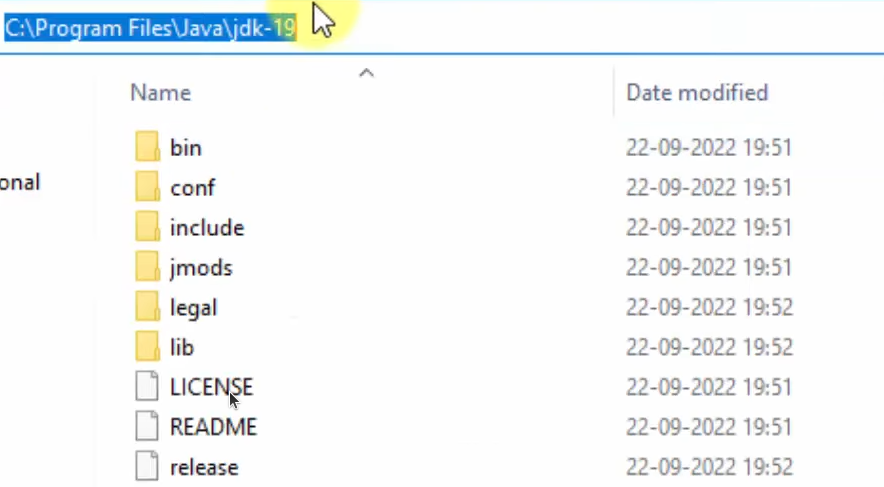 C:\Program Files\Java\jdk-19
Name Date modified
bin 22-09-2022 19:51
conf 22-09-2022 19:51
onal
include 22-09-2022 19:51
jmods 22-09-2022 19:51
legal 22-09-2022 19:52
lib 22-09-2022 19:52
LICENSE 22-09-2022 19:51
README 22-09-2022 19:51
release 22-09-2022 19:52